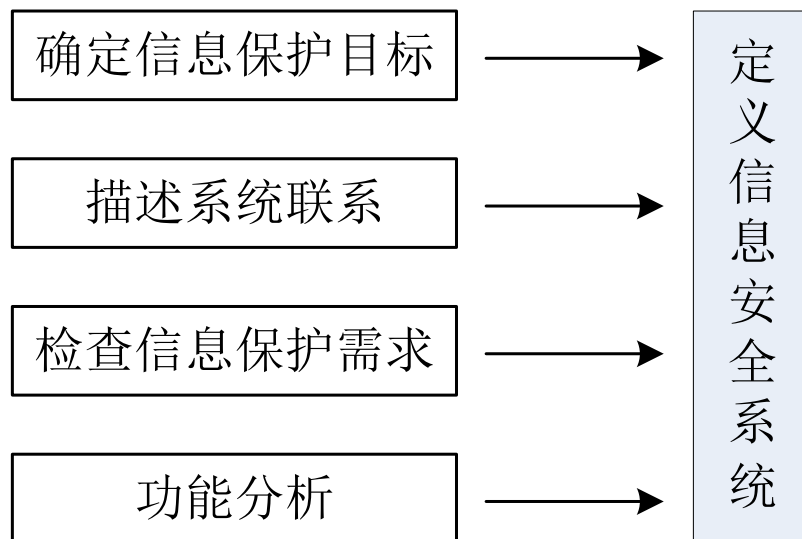 确定信息保护目标
描述系统联系
检查信息保护需求
功能分析
定义信息安全系统